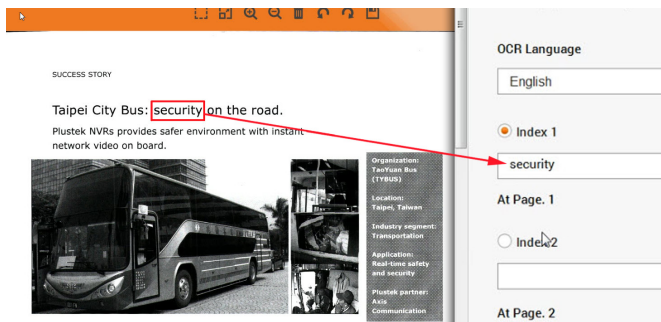 SUCCESS STORY
Taipei City Bus: security on the road.
Plustek NVRs provides safer environment with instant
network video on board.
Organization:
TaoYuan Bus
(TYBUS)
Location:
Taipei, Taiwan
Industry segment:
Transportation
Application:
Real-time safety
and security
Plustek partner:
Axis
Communication
OCR Language
English
Index 1
security
At Page. 1
Index 2
At Page. 2